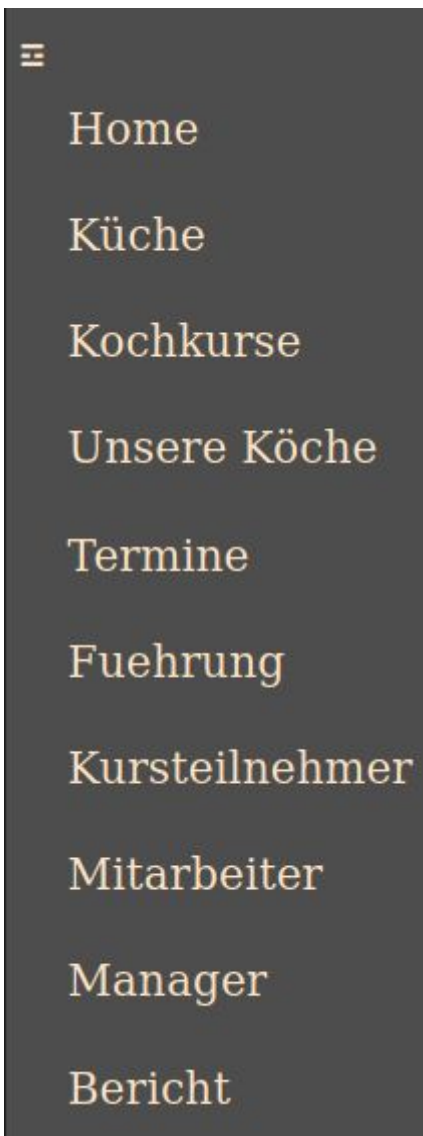 Home
Küche
Kochkurse
Unsere Köche
Termine
Fuehrung
Kursteilnehmer
Mitarbeiter
Manager
Bericht